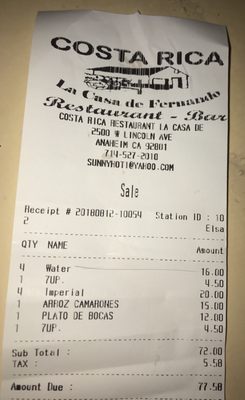 COSTA RICA
La Casa de Fernando
Restaurant - Bar
COSTA RICA RESTAURANT LA CASA DE
2500 W LINCOLN AVE
ANAHEIM CA 92801
714-527-2010
SUNNYHOT1@YAHOO.COM
Sale
Receipt # 20180812-10054 Station ID : 10
2 Elsa
QTY NAME Amount
4 Water 16.00
1 7UP. 4.50
4 Imperial 20.00
1 ARROZ CAMARONES 15.00
1 PLATO DE BOCAS 12.00
1 7UP. 4.50
Sub Total : 72.00
TAX : 5.58
Amount Due : 77.58